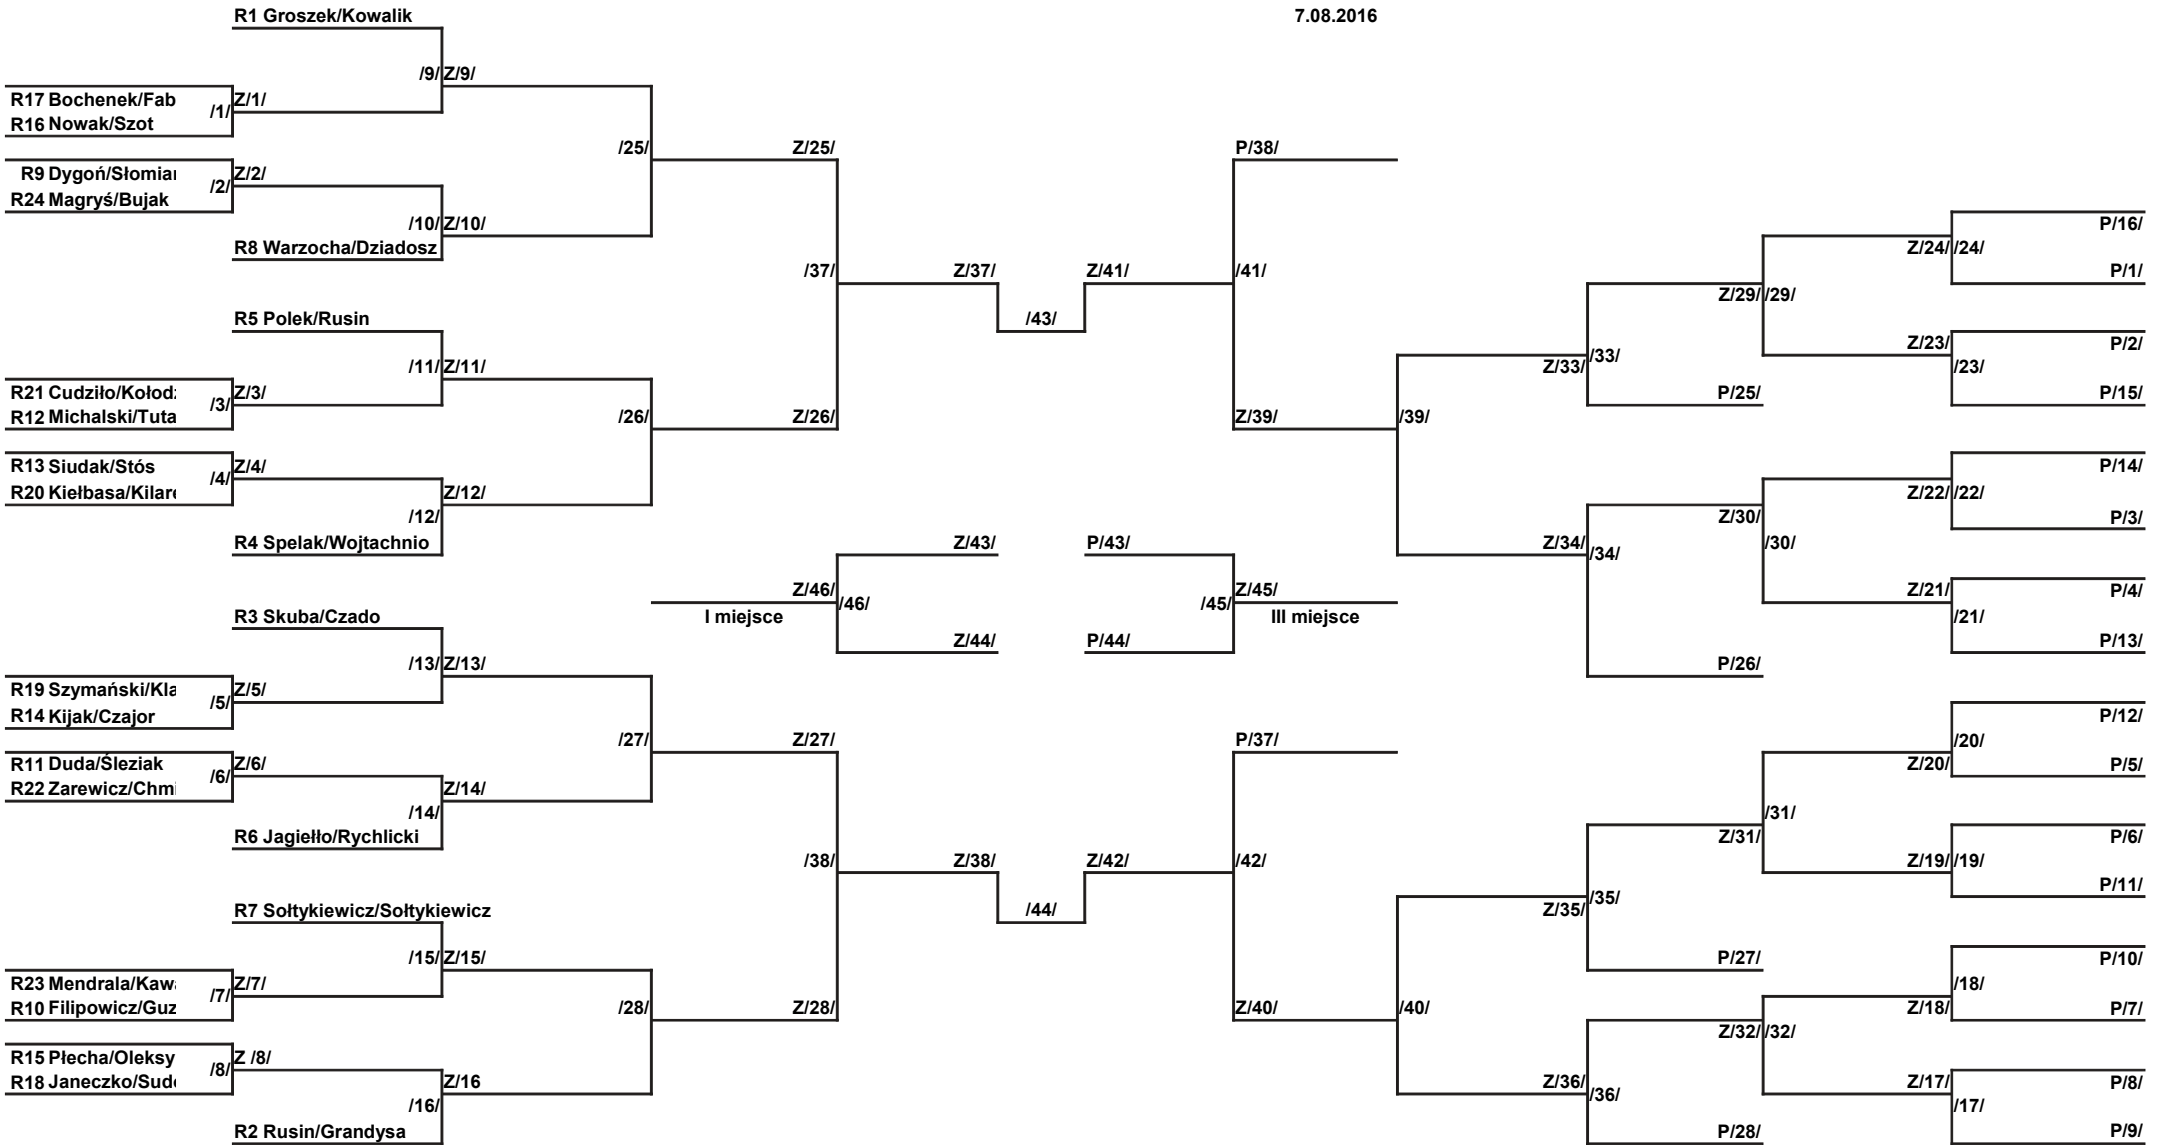 R1 Groszek/Kowalik
7.08.2016
/9/ Z/9/
R17 Bochenek/Fab
/1/ Z/1/
R16 Nowak/Szot
/25/ Z/25/
P/38/
R9 Dygoń/Słomiar
/2/ Z/2/
R24 Magryś/Bujak
/10/ Z/10/
R8 Warzocha/Dziadosz
P/16/
Z/24/ /24/
P/1/
/37/ Z/37/
Z/41/ /41/
Z/29/ /29/
R5 Polek/Rusin
/43/
P/2/
Z/23/ /23/
P/15/
/11/ Z/11/
Z/33/ /33/
P/25/
R21 Cudziło/Kołodz
/3/ Z/3/
R12 Michalski/Tuta
/26/ Z/26/
Z/39/ /39/
R13 Siudak/Stós
/4/ Z/4/
R20 Kiełbasa/Kilare
Z/12/
/12/
R4 Spelak/Wojtachnio
P/14/
Z/22/ /22/
P/3/
Z/30/ /30/
Z/34/ /34/
Z/43/
P/43/
Z/46/ /46/
I miejsce
/45/ Z/45/
III miejsce
Z/44/
P/44/
P/4/
Z/21/ /21/
P/13/
P/26/
R3 Skuba/Czado
/13/ Z/13/
R19 Szymański/Kla
/5/ Z/5/
R14 Kijak/Czajor
/27/ Z/27/
P/37/
R11 Duda/Śleziak
/6/ Z/6/
R22 Zarewicz/Chmi
Z/14/
/14/
R6 Jagiełło/Rychlicki
P/12/
/20/
Z/20/
P/5/
/31/
Z/31/
P/6/
Z/19/ /19/
P/11/
/38/ Z/38/
Z/42/ /42/
/44/
R7 Sołtykiewicz/Sołtykiewicz
/15/ Z/15/
Z/35/ /35/
P/27/
R23 Mendrala/Kawa
/7/ Z/7/
R10 Filipowicz/Guz
/28/ Z/28/
Z/40/ /40/
P/10/
/18/
Z/18/
P/7/
Z/32/ /32/
R15 Płecha/Oleksy
/8/ Z /8/
R18 Janeczko/Sude
Z/16
/16/
R2 Rusin/Grandysa
Z/36/ /36/
P/28/
P/8/
Z/17/ /17/
P/9/